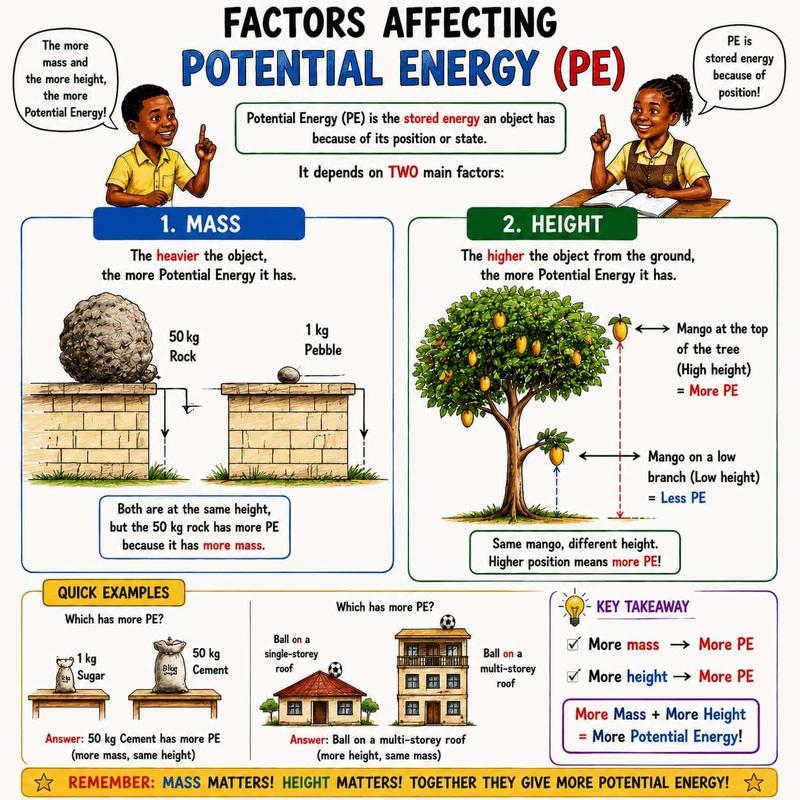 FACTORS AFFECTING
POTENTIAL ENERGY (PE)
The more
mass and
the more height,
the more
Potential Energy!
PE is
stored energy
because of
position!
Potential Energy (PE) is the stored energy an object has
because of its position or state.
It depends on TWO main factors:
1. MASS
The heavier the object,
the more Potential Energy it has.
50 kg
Rock
1 kg
Pebble
Both are at the same height,
but the 50 kg rock has more PE
because it has more mass.
2. HEIGHT
The higher the object from the ground,
the more Potential Energy it has.
Mango at the top
of the tree
(High height)
= More PE
Mango on a low
branch (Low height)
= Less PE
Same mango, different height.
Higher position means more PE!
QUICK EXAMPLES
Which has more PE?
1 kg
Sugar
50 kg
Cement
Answer: 50 kg Cement has more PE
(more mass, same height)
Which has more PE?
Ball on a
single-storey
roof
Ball on a
multi-storey
roof
Answer: Ball on a multi-storey roof
(more height, same mass)
KEY TAKEAWAY
More mass → More PE
More height → More PE
More Mass + More Height
= More Potential Energy!
REMEMBER: MASS MATTERS! HEIGHT MATTERS! TOGETHER THEY GIVE MORE POTENTIAL ENERGY!